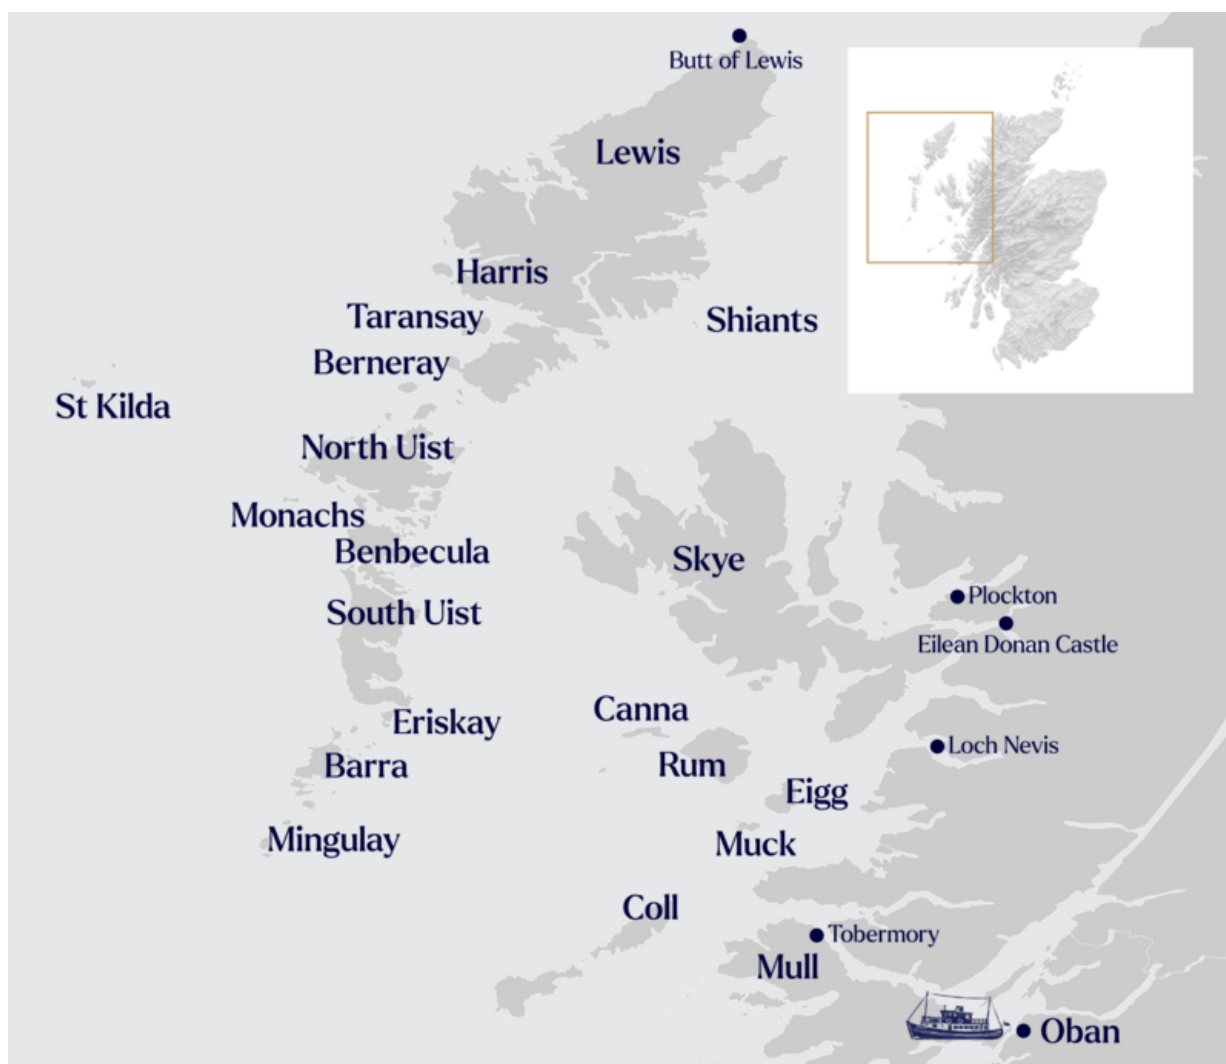 Butt of Lewis
Lewis
Harris
Taransay
Shiants
Berneray
St Kilda
North Uist
Monachs
Benbecula
Skye
Plockton
South Uist
Eilean Donan Castle
Canna
Eriskay
Loch Nevis
Barra
Rum
Eigg
Mingulay
Muck
Coll
Tobermory
Mull
Oban